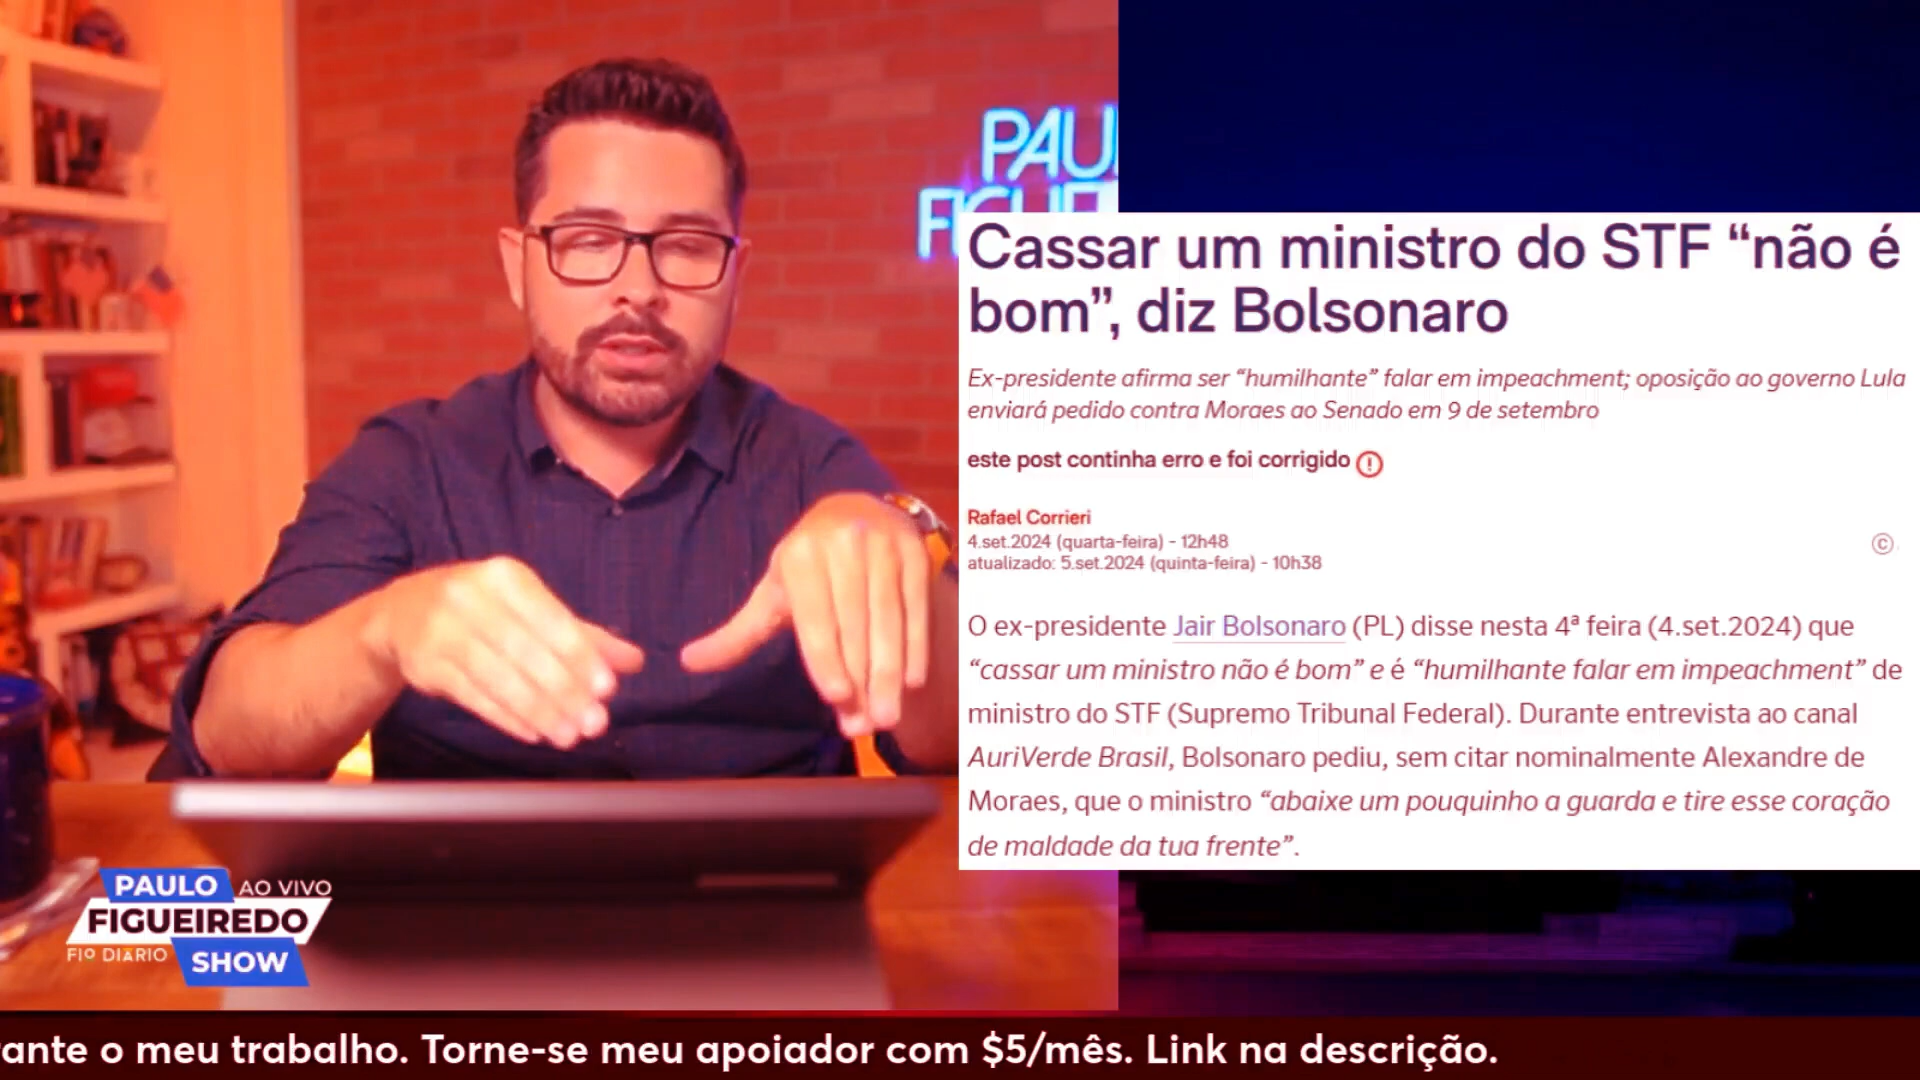 PAU
FIGUE
Cassar um ministro do STF “não é
bom”, diz Bolsonaro
Ex-presidente afirma ser “humilhante” falar em impeachment; oposição ao governo Lula
enviará pedido contra Moraes ao Senado em 9 de setembro
este post continha erro e foi corrigido
Rafael Corrieri
4.set.2024 (quarta-feira) - 12h48
atualizado: 5.set.2024 (quinta-feira) - 10h38
©
O ex-presidente Jair Bolsonaro (PL) disse nesta 4ª feira (4.set.2024) que
“cassar um ministro não é bom” e é “humilhante falar em impeachment” de
ministro do STF (Supremo Tribunal Federal). Durante entrevista ao canal
AuriVerde Brasil, Bolsonaro pediu, sem citar nominalmente Alexandre de
Moraes, que o ministro “abaixe um pouquinho a guarda e tire esse coração
de maldade da tua frente”.
PAULO AO VIVO
FIGUEIREDO
FIº DIÁRIO SHOW
rante o meu trabalho. Torne-se meu apoiador com $5/mês. Link na descrição.